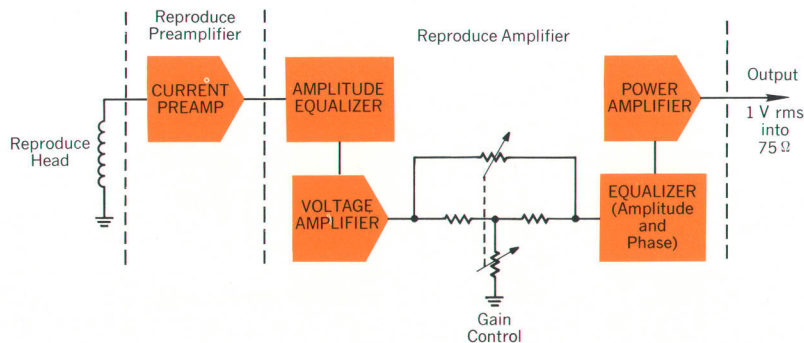 Reproduce
Preamplifier
Reproduce Amplifier
Reproduce
Head
CURRENT
PREAMP
AMPLITUDE
EQUALIZER
VOLTAGE
AMPLIFIER
Gain
Control
POWER
AMPLIFIER
EQUALIZER
(Amplitude
and
Phase)
Output
1 V rms
into
75 Ω